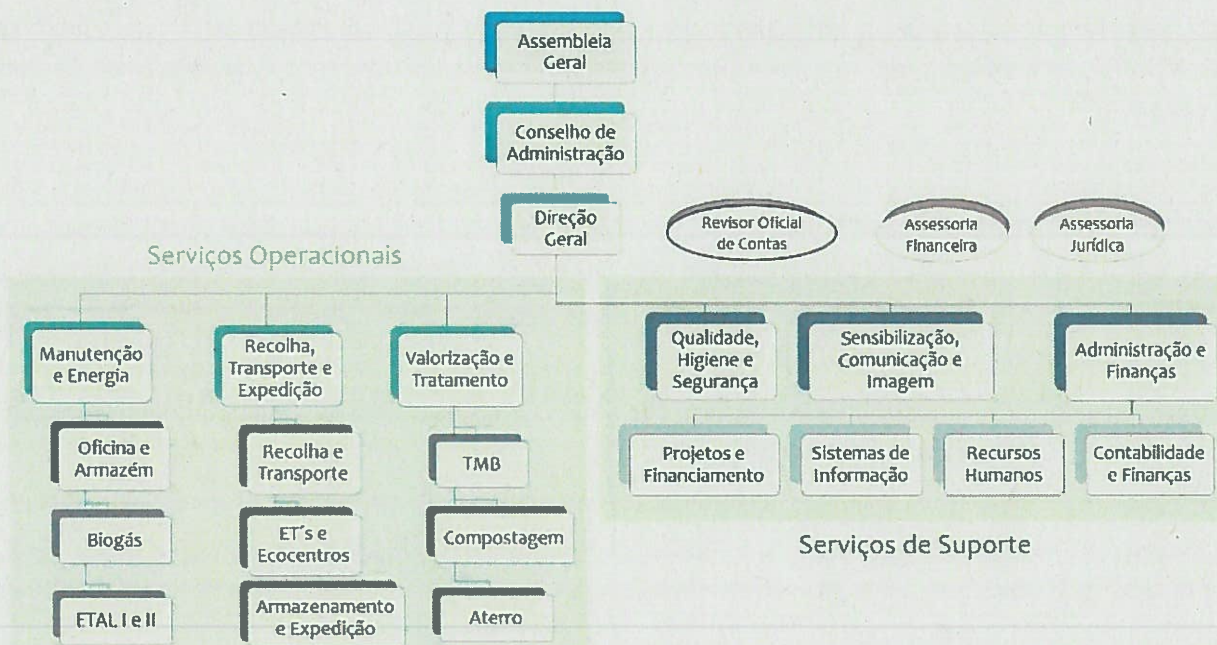 Assembleia
Geral
Conselho de
Administração
Direção
Geral
Revisor Oficial
de Contas
Assessoria
Financeira
Assessoria
Jurídica
Serviços Operacionais
Manutenção
e Energia
Recolha,
Transporte e
Expedição
Valorização e
Tratamento
Qualidade,
Higiene e
Segurança
Sensibilização,
Comunicação e
Imagem
Administração e
Finanças
Oficina e
Armazém
Recolha e
Transporte
TMB
Projetos e
Financiamento
Sistemas de
Informação
Recursos
Humanos
Contabilidade
e Finanças
Biogás
ET´s e
Ecocentros
Compostagem
Serviços de Suporte
ETAL I e II
Armazenamento
e Expedição
Aterro